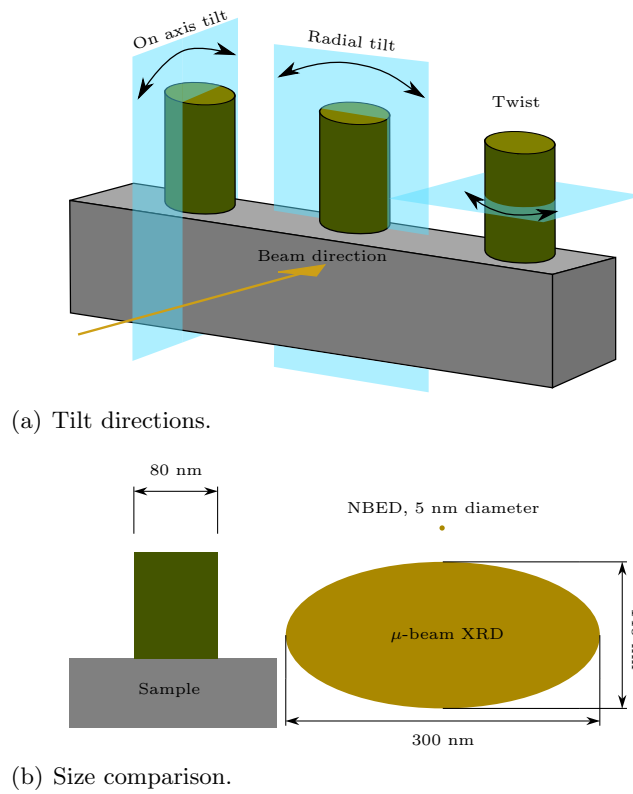 On axis tilt
Radial tilt
Twist
Beam direction
(a) Tilt directions.
80 nm
NBED, 5 nm diameter
μ-beam XRD
Sample
300 nm
(b) Size comparison.